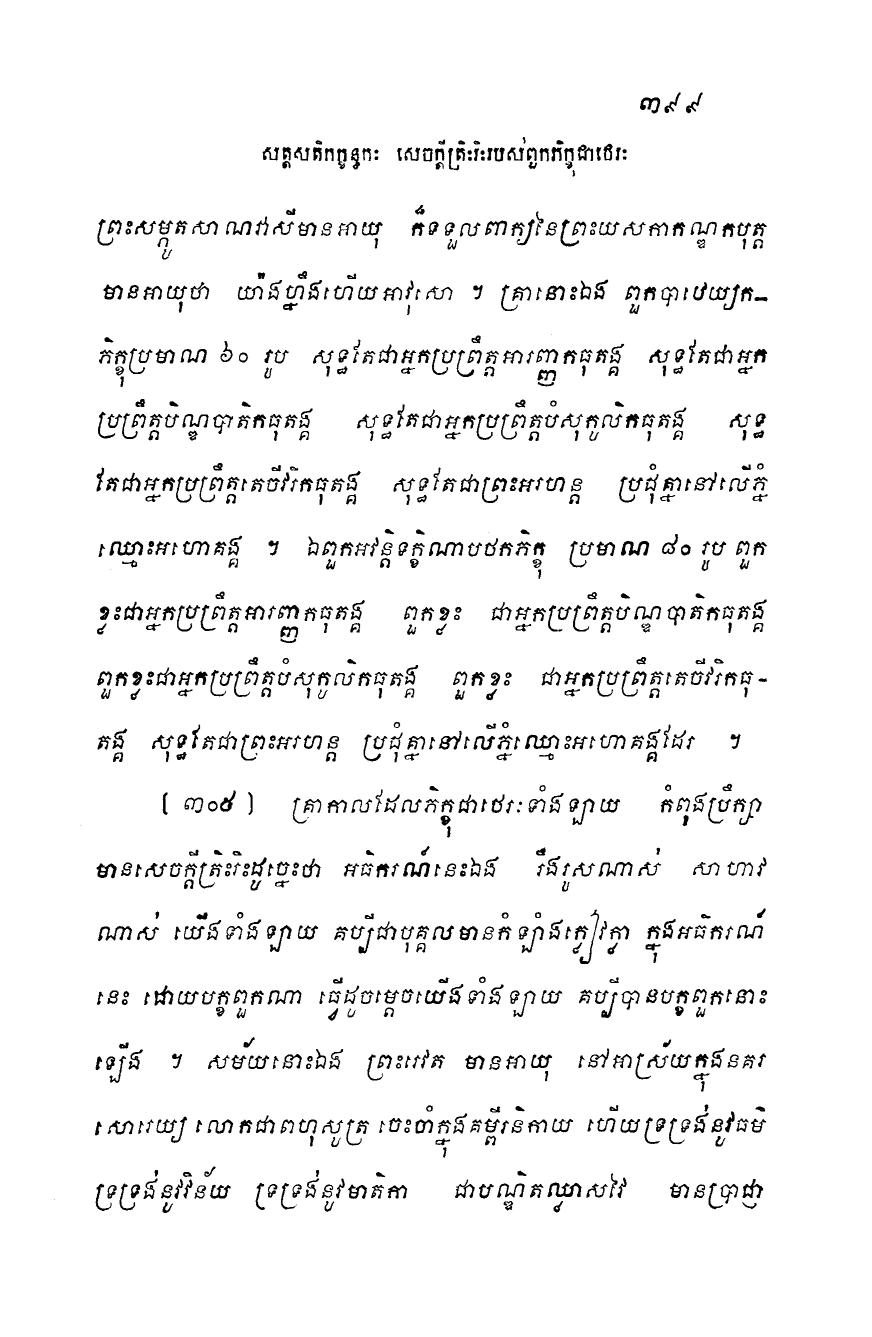 ៣៩៩
សត្តសតិកក្ខន្ធកៈ សេចក្តីត្រិះរិះរបស់ពួកភិក្ខុជាថេរៈ
ព្រះសម្ភូតសាណវាសីមានអាយុ ក៏ទទួលពាក្យនៃព្រះយសកាកណ្ឌកបុត្ត
មានអាយុថា យ៉ាងហ្នឹងហើយអាវុសោ ។ គ្រានោះឯង ពួកបាឋេយ្យក-
ភិក្ខុប្រមាណ ៦០ រូប សុទ្ធតែជាអ្នកប្រព្រឹត្តអារញ្ញកធុតង្គ សុទ្ធតែជាអ្នក
ប្រព្រឹត្តបិណ្ឌបាតិកធុតង្គ សុទ្ធតែជាអ្នកប្រព្រឹត្តបំសុកូលិកធុតង្គ សុទ្ធ
តែជាអ្នកប្រព្រឹត្តតេចីវរិកធុតង្គ សុទ្ធតែជាព្រះអរហន្ត ប្រជុំគ្នានៅលើភ្នំ
ឈ្មោះអហោគង្គ ។ ឯពួកអវន្តិទក្ខិណាបថកភិក្ខុ ប្រមាណ ៨០ រូប ពួក
ខ្លះជាអ្នកប្រព្រឹត្តអារញ្ញកធុតង្គ ពួកខ្លះ ជាអ្នកប្រព្រឹត្តបិណ្ឌបាតិកធុតង្គ
ពួកខ្លះជាអ្នកប្រព្រឹត្តបំសុកូលិកធុតង្គ ពួកខ្លះ ជាអ្នកប្រព្រឹត្តតេចីវរិកធុ-
តង្គ សុទ្ធតែជាព្រះអរហន្ត ប្រជុំគ្នានៅលើភ្នំឈ្មោះអហោគង្គដែរ ។
[ ៣០៥ ] គ្រាកាលដែលភិក្ខុជាថេរៈទាំងឡាយ កំពុងប្រឹក្សា
មានសេចក្តីត្រិះរិះដូច្នេះថា អធិករណ៍នេះឯង រឹងរូសណាស់ សាហាវ
ណាស់ យើងទាំងឡាយ គប្បីជាបុគ្គលមានកំឡាំងក្លៀវក្លា ក្នុងអធិករណ៍
នេះ ដោយបក្ខពួកណា ធ្វើដូចម្តេចយើងទាំងឡាយ គប្បីបានបក្ខពួកនោះ
ឡើង ។ សម័យនោះឯង ព្រះរេវត មានអាយុ នៅអាស្រ័យក្នុងនគរ
សោរេយ្យ លោកជាពហុសូត្រ ចេះចាំក្នុងគម្ពីរនិកាយ ហើយទ្រទ្រង់នូវធម៌
ទ្រទ្រង់នូវវិន័យ ទ្រទ្រង់នូវមាតិកា ជាបណ្ឌិតឈ្លាសវៃ មានប្រាជ្ញា